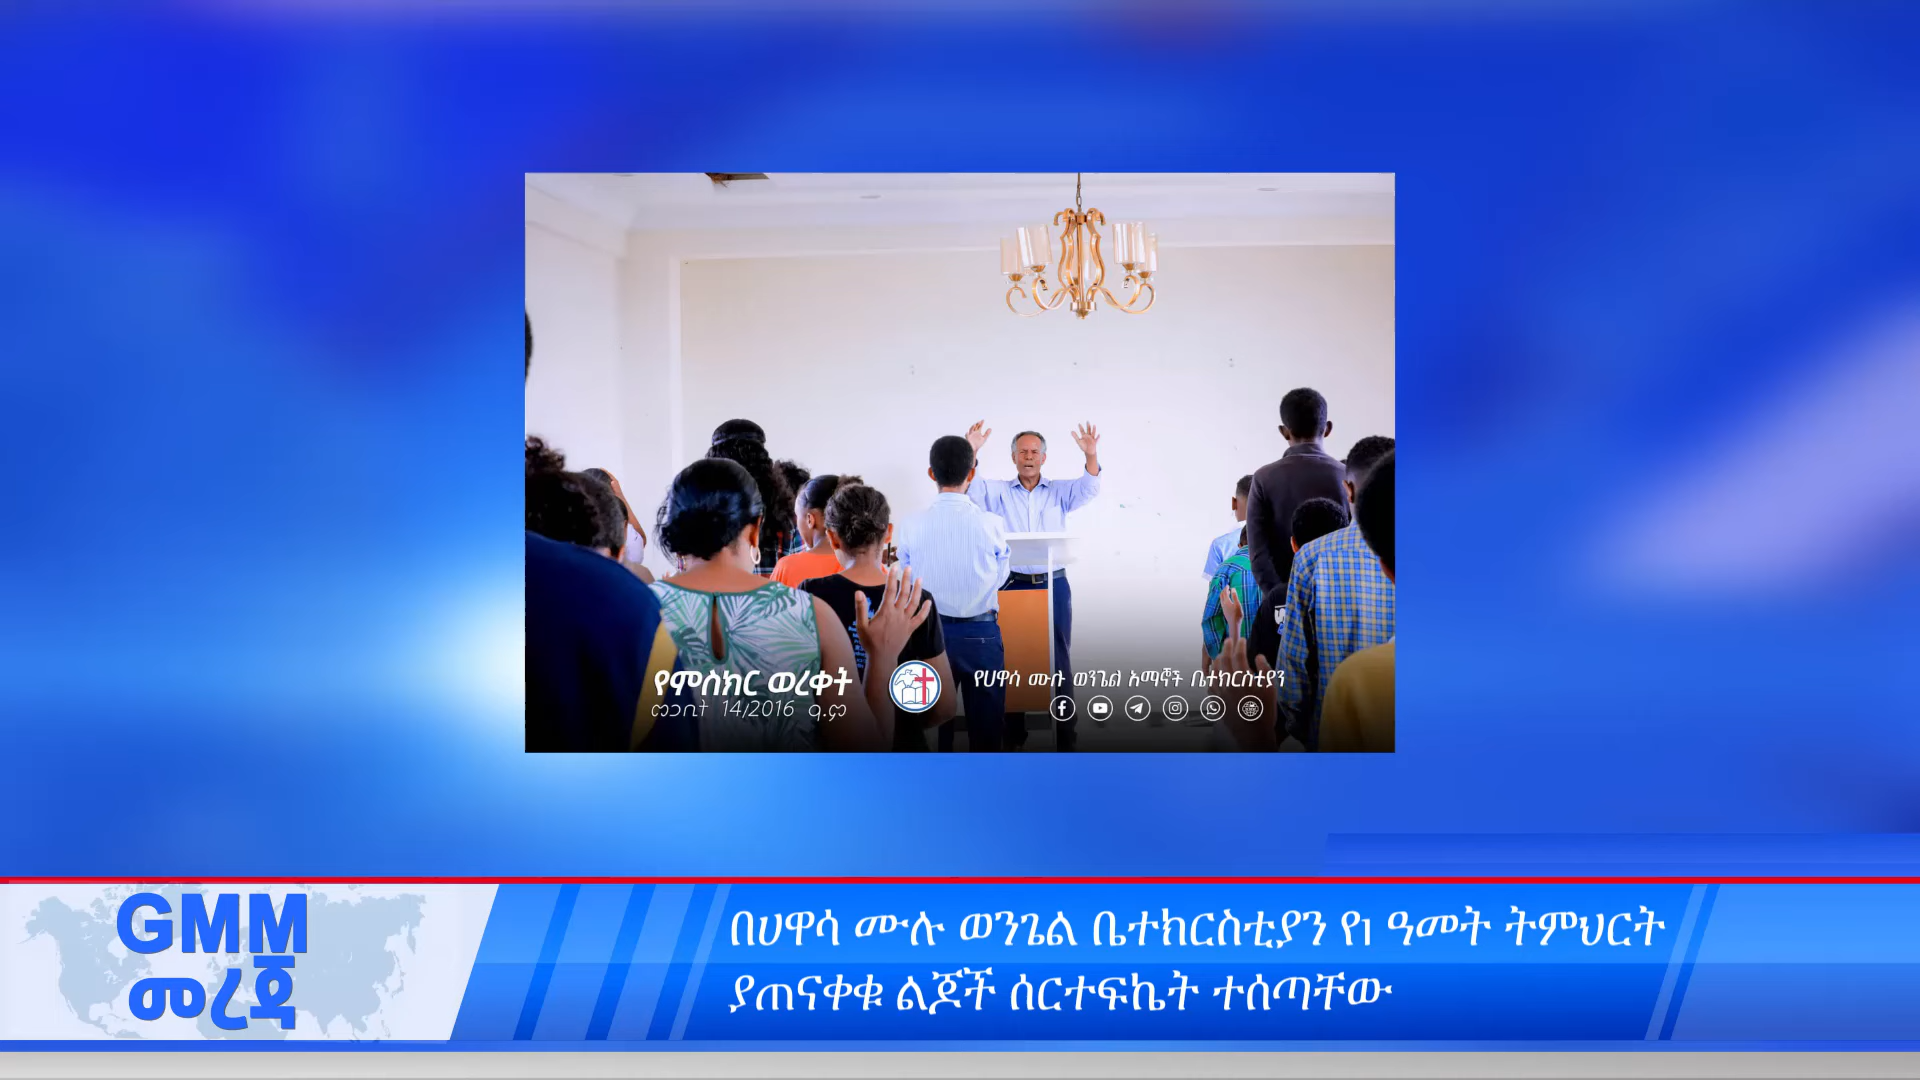 የምስክር ወረቀት
መጋቢት 14/2016 ዓ.ም
የሀዋሳ ሙሉ ወንጌል አማኞች ቤተክርስቲያን
GMM
መረጃ
በሀዋሳ ሙሉ ወንጌል ቤተክርስቲያን የ1 ዓመት ትምህርት
ያጠናቀቁ ልጆች ሰርተፍኬት ተሰጣቸው